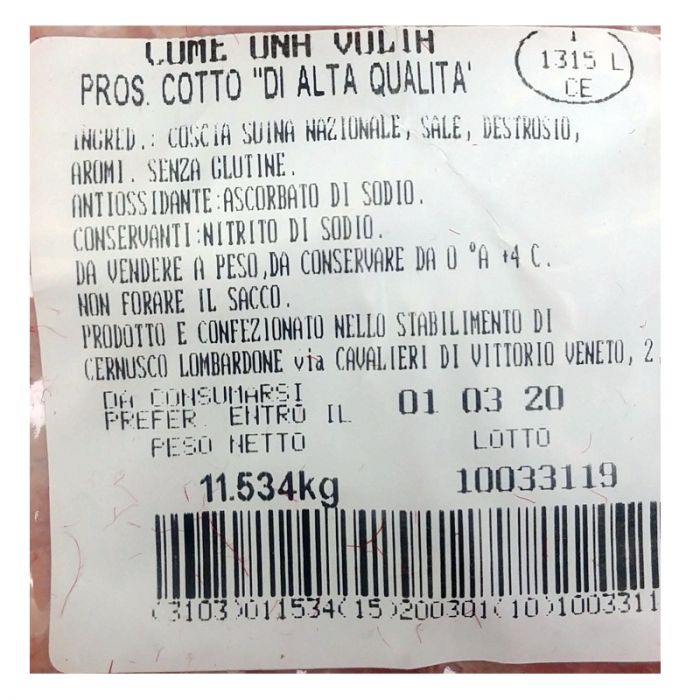 COME UNA VOLTA
PROS. COTTO "DI ALTA QUALITA'
1315 L
CE
INGRED.: COSCIA SUINA NAZIONALE, SALE, DESTROSIO,
AROMI. SENZA GLUTINE.
ANTIOSSIDANTE:ASCORBATO DI SODIO.
CONSERVANTI:NITRITO DI SODIO.
DA VENDERE A PESO,DA CONSERVARE DA 0 °A +4 C.
NON FORARE IL SACCO.
PRODOTTO E CONFEZIONATO NELLO STABILIMENTO DI
CERNUSCO LOMBARDONE via CAVALIERI DI VITTORIO VENETO, 2
DA CONSUMARSI
PREFER. ENTRO IL 01 03 20
PESO NETTO LOTTO
11.534kg 10033119
(3103)011534(15)200301(10)1003311